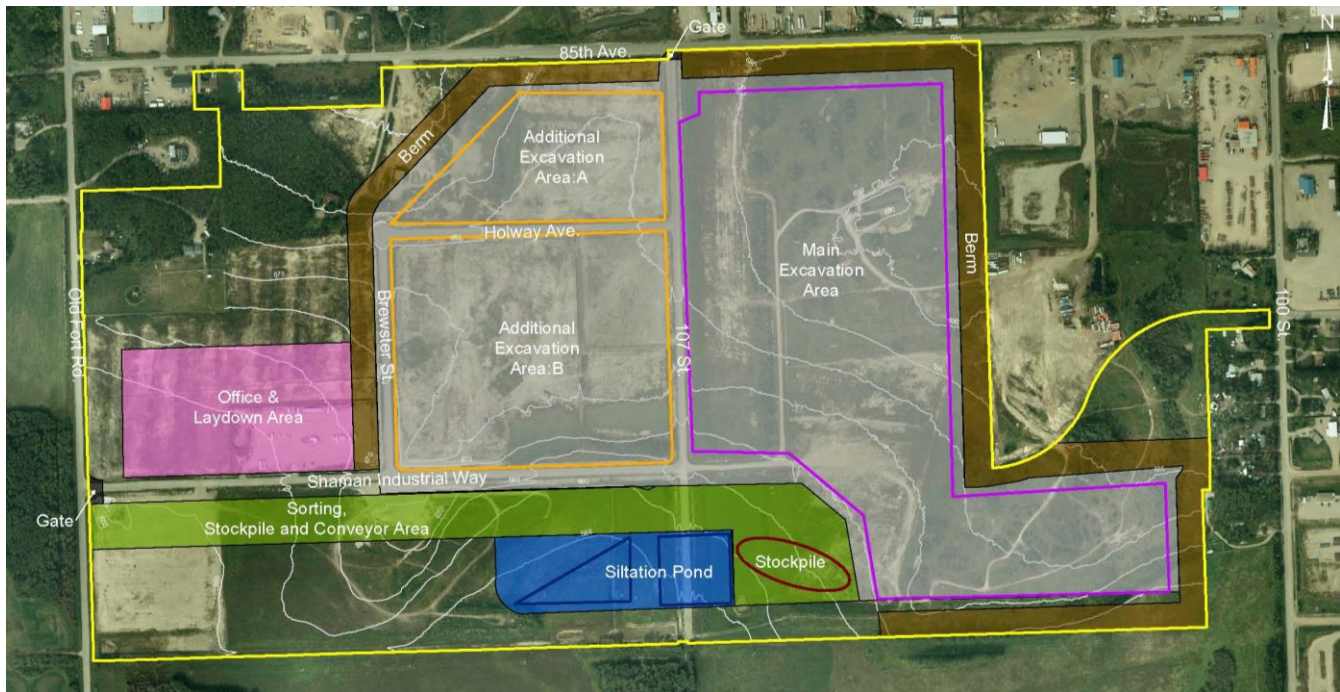 Gate
N
85th Ave.
Berm
Additional
Excavation
Area:A
Holway Ave.
Main
Excavation
Area
Berm
Old Fort Rd.
Brewster St.
Additional
Excavation
Area:B
107 St.
100 St.
Office &
Laydown Area
Shaman Industrial Way
Gate
Sorting,
Stockpile and Conveyor Area
Siltation Pond
Stockpile